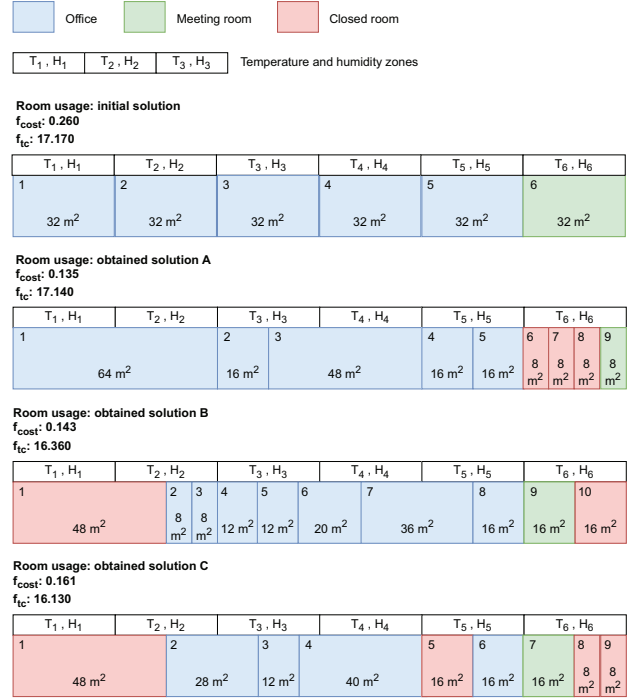 Office Meeting room Closed room
T1 , H1 T2 , H2 T3 , H3 Temperature and humidity zones
Room usage: initial solution
fcost: 0.260
ftc: 17.170
T1 , H1 T2 , H2 T3 , H3 T4 , H4 T5 , H5 T6 , H6
1 2 3 4 5 6
32 m² 32 m² 32 m² 32 m² 32 m² 32 m²
Room usage: obtained solution A
fcost: 0.135
ftc: 17.140
T1 , H1 T2 , H2 T3 , H3 T4 , H4 T5 , H5 T6 , H6
1 2 3 4 5 6 7 8 9
64 m² 16 m² 48 m² 16 m² 16 m² 8 m² 8 m² 8 m² 8 m²
Room usage: obtained solution B
fcost: 0.143
ftc: 16.360
T1 , H1 T2 , H2 T3 , H3 T4 , H4 T5 , H5 T6 , H6
1 2 3 4 5 6 7 8 9 10
48 m² 8 m² 8 m² 12 m² 12 m² 20 m² 36 m² 16 m² 16 m² 16 m²
Room usage: obtained solution C
fcost: 0.161
ftc: 16.130
T1 , H1 T2 , H2 T3 , H3 T4 , H4 T5 , H5 T6 , H6
1 2 3 4 5 6 7 8 9
48 m² 28 m² 12 m² 40 m² 16 m² 16 m² 16 m² 8 m² 8 m²